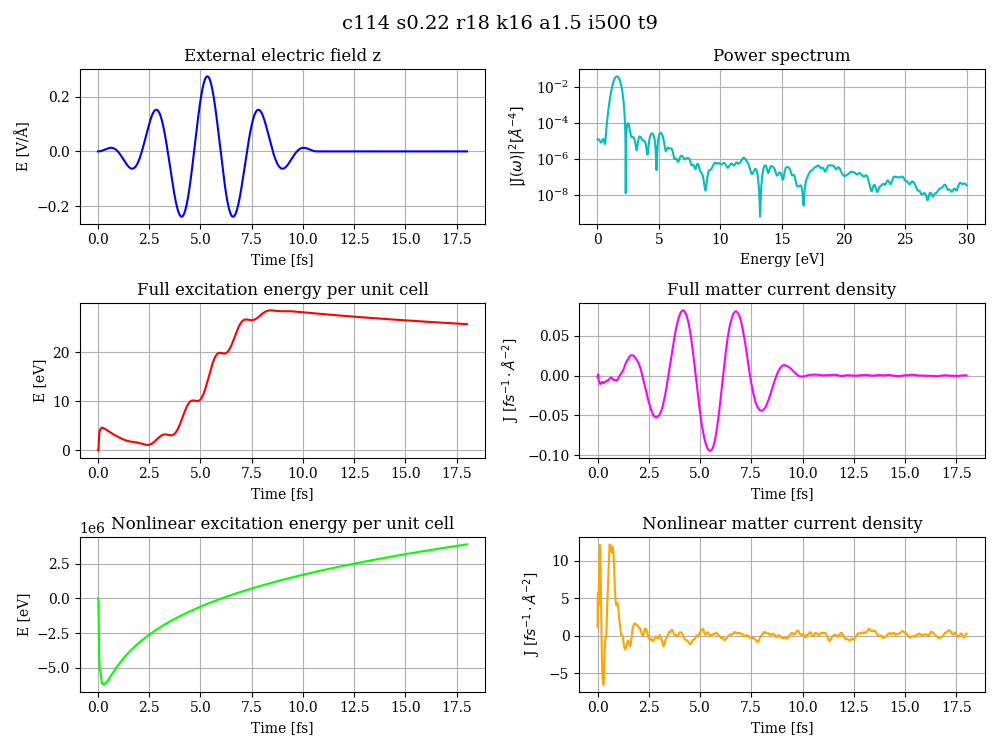 c114 s0.22 r18 k16 a1.5 i500 t9
External electric field z
E [V/Å]
0.2
0.0
−0.2
0.0 2.5 5.0 7.5 10.0 12.5 15.0 17.5
Time [fs]
Power spectrum
|J(ω)|²[Å⁻⁴]
10⁻²
10⁻⁴
10⁻⁶
10⁻⁸
0 5 10 15 20 25 30
Energy [eV]
Full excitation energy per unit cell
E [eV]
20
10
0
0.0 2.5 5.0 7.5 10.0 12.5 15.0 17.5
Time [fs]
Full matter current density
J [fs⁻¹ · Å⁻²]
0.05
0.00
−0.05
−0.10
0.0 2.5 5.0 7.5 10.0 12.5 15.0 17.5
Time [fs]
Nonlinear excitation energy per unit cell
1e6
E [eV]
2.5
0.0
−2.5
−5.0
0.0 2.5 5.0 7.5 10.0 12.5 15.0 17.5
Time [fs]
Nonlinear matter current density
J [fs⁻¹ · Å⁻²]
10
5
0
−5
0.0 2.5 5.0 7.5 10.0 12.5 15.0 17.5
Time [fs]